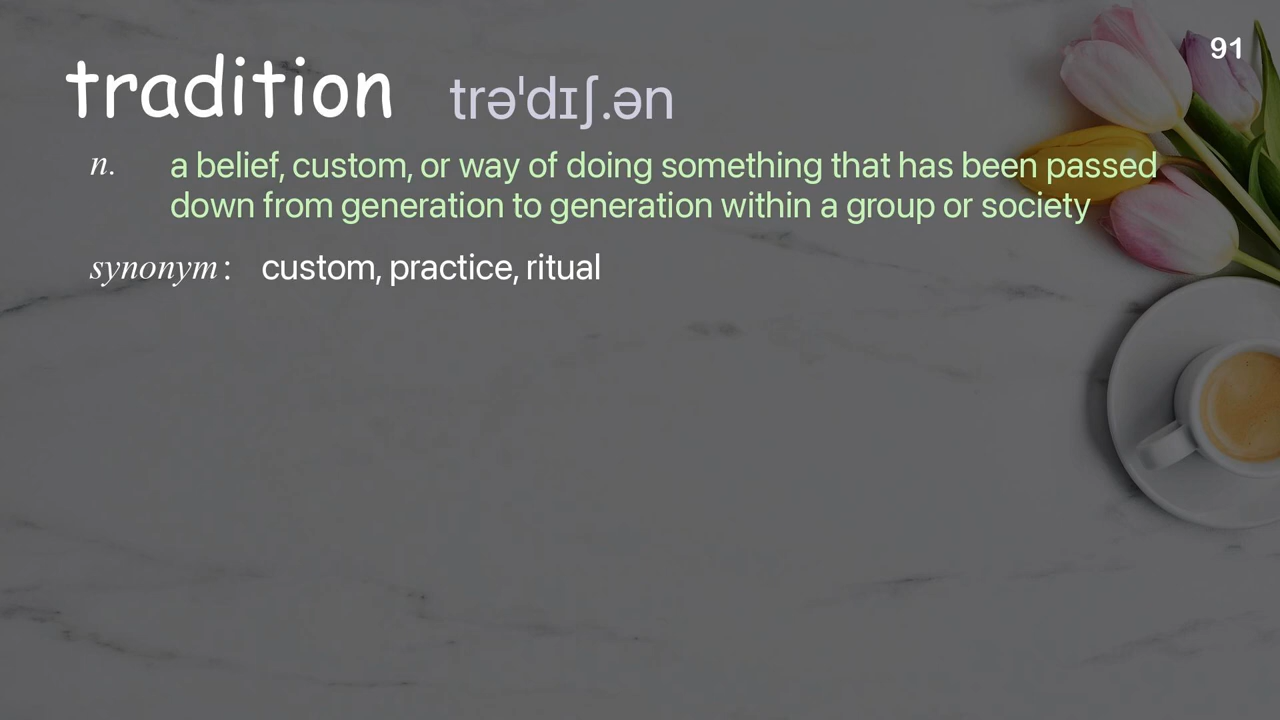 91
tradition trəˈdɪʃ.ən
n. a belief, custom, or way of doing something that has been passed
down from generation to generation within a group or society
synonym: custom, practice, ritual